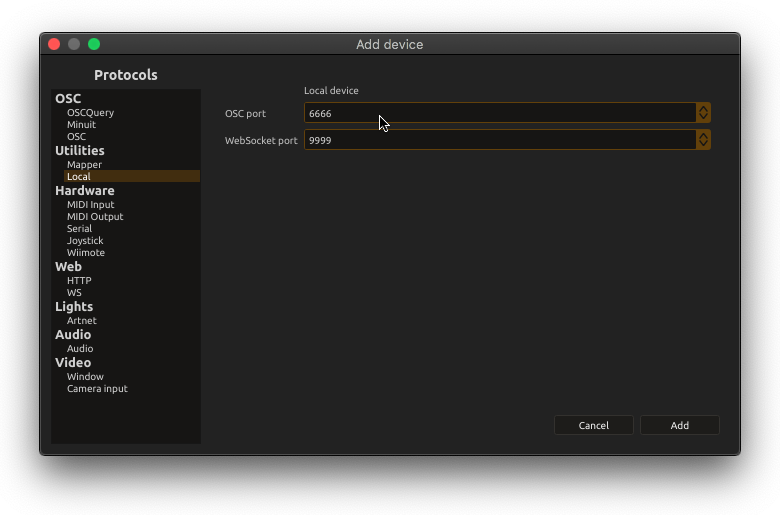 Add device
Protocols
OSC
OSCQuery
Minuit
OSC
Utilities
Mapper
Local
Hardware
MIDI Input
MIDI Output
Serial
Joystick
Wiimote
Web
HTTP
WS
Lights
Artnet
Audio
Audio
Video
Window
Camera input
Local device
OSC port 6666
WebSocket port 9999
Cancel Add